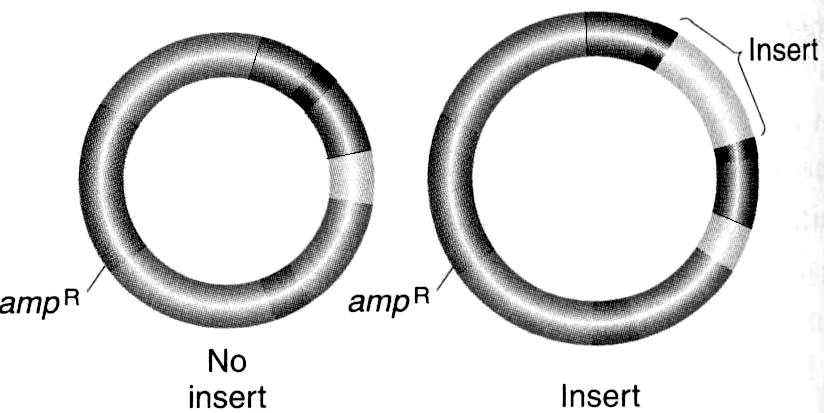 Insert
amp R
amp R
No
insert
Insert